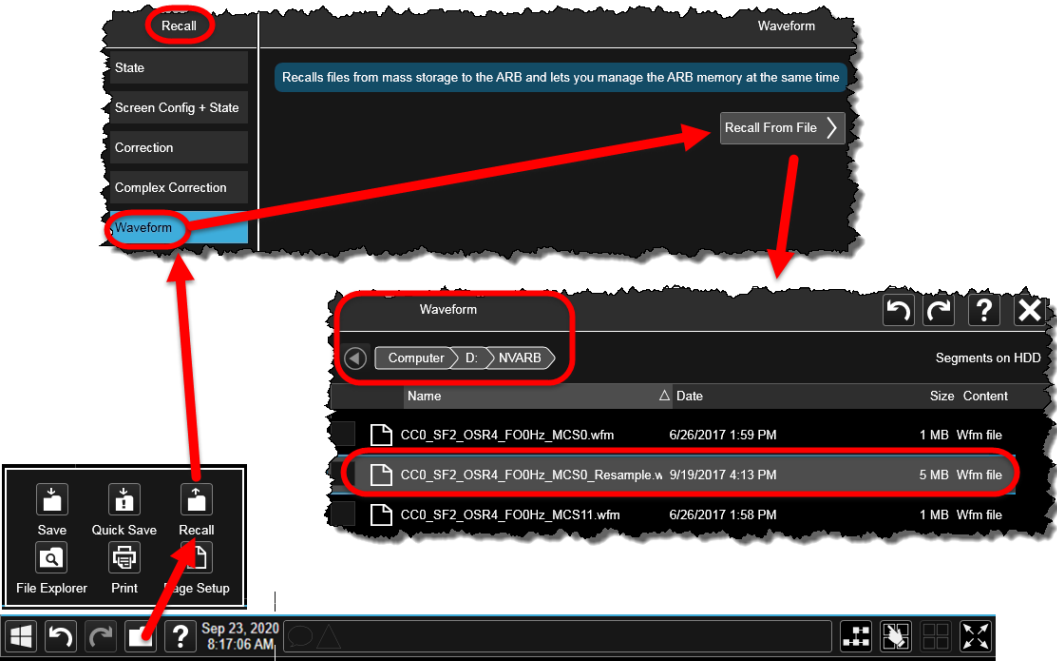 Recall
Waveform
State
Recalls files from mass storage to the ARB and lets you manage the ARB memory at the same time
Screen Config + State
Recall From File
Correction
Complex Correction
Waveform
Waveform
Computer D: NVARB
Segments on HDD
Name Date Size Content
CC0_SF2_OSR4_FO0Hz_MCS0.wfm 6/26/2017 1:59 PM 1 MB Wfm file
CC0_SF2_OSR4_FO0Hz_MCS0_Resample.w 9/19/2017 4:13 PM 5 MB Wfm file
CC0_SF2_OSR4_FO0Hz_MCS11.wfm 6/26/2017 1:58 PM 1 MB Wfm file
Save Quick Save Recall
File Explorer Print Page Setup
Sep 23, 2020
8:17:06 AM